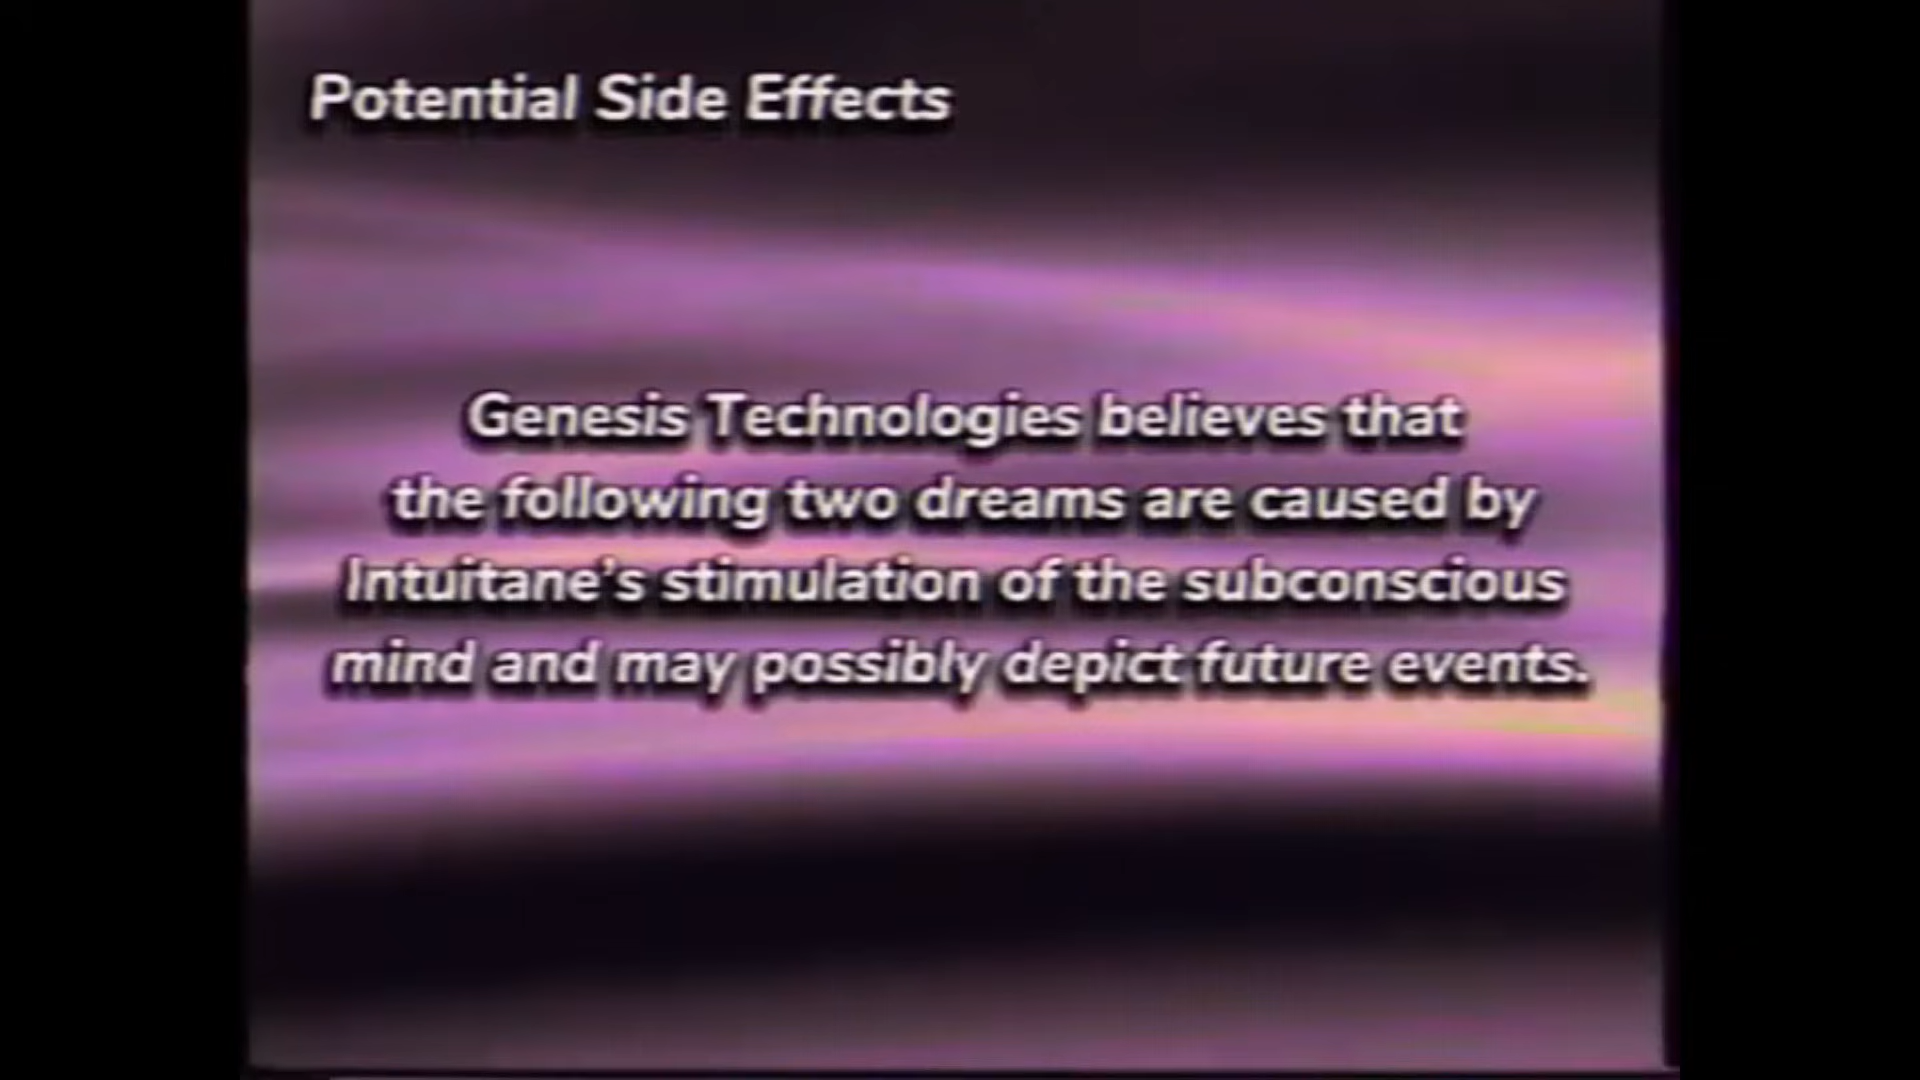 Potential Side Effects
Genesis Technologies believes that
the following two dreams are caused by
Intuitane's stimulation of the subconscious
mind and may possibly depict future events.